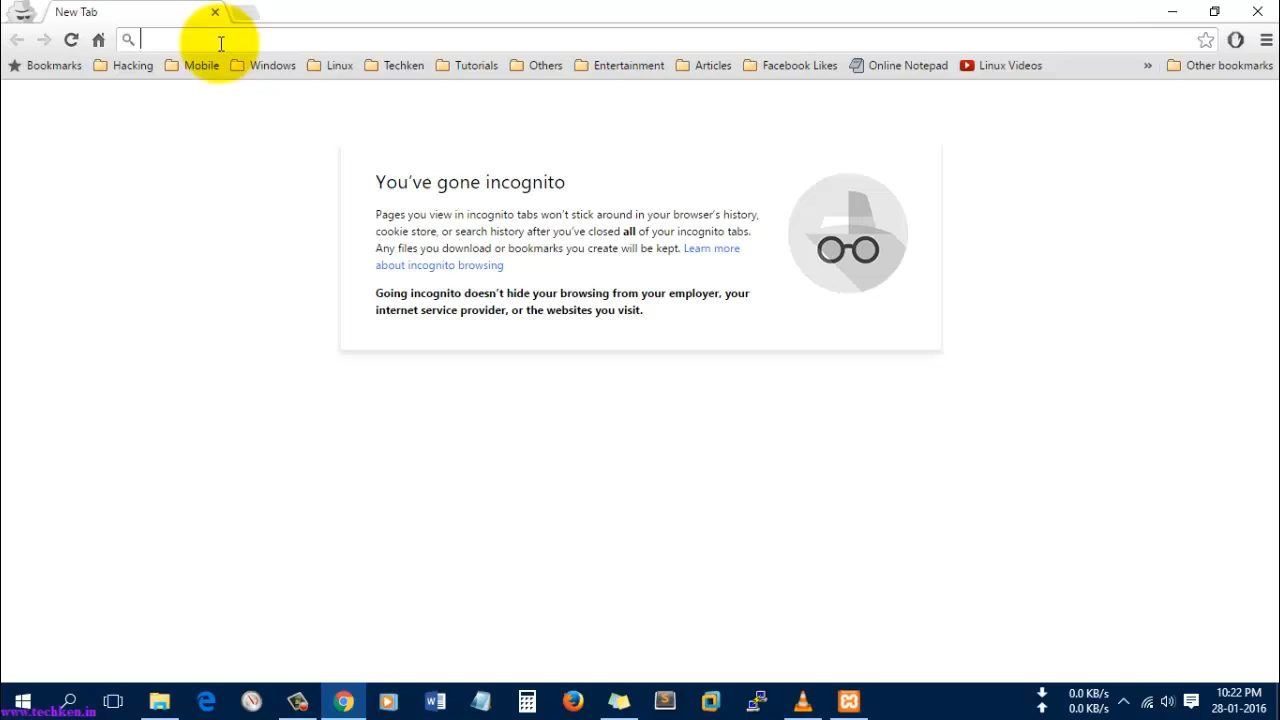 New Tab
Bookmarks Hacking Mobile Windows Linux Techken Tutorials Others Entertainment Articles Facebook Likes Online Notepad Linux Videos » Other bookmarks
You've gone incognito
Pages you view in incognito tabs won't stick around in your browser's history,
cookie store, or search history after you've closed all of your incognito tabs.
Any files you download or bookmarks you create will be kept. Learn more
about incognito browsing
Going incognito doesn't hide your browsing from your employer, your
internet service provider, or the websites you visit.
0.0 KB/s 10:22 PM
0.0 KB/s 28-01-2016
www.techken.in